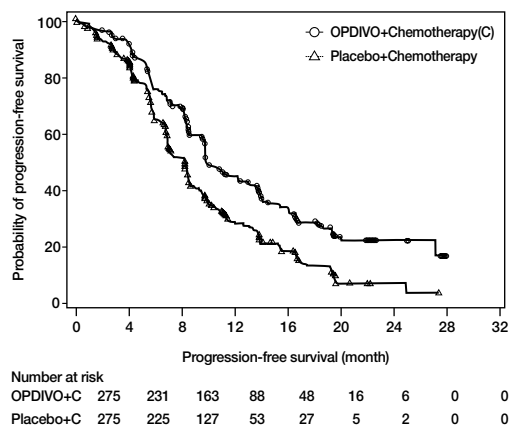 OPDIVO+Chemotherapy(C)
Placebo+Chemotherapy
Probability of progression-free survival
100
80
60
40
20
0
0 4 8 12 16 20 24 28 32
Progression-free survival (month)
Number at risk
OPDIVO+C 275 231 163 88 48 16 6 0 0
Placebo+C 275 225 127 53 27 5 2 0 0